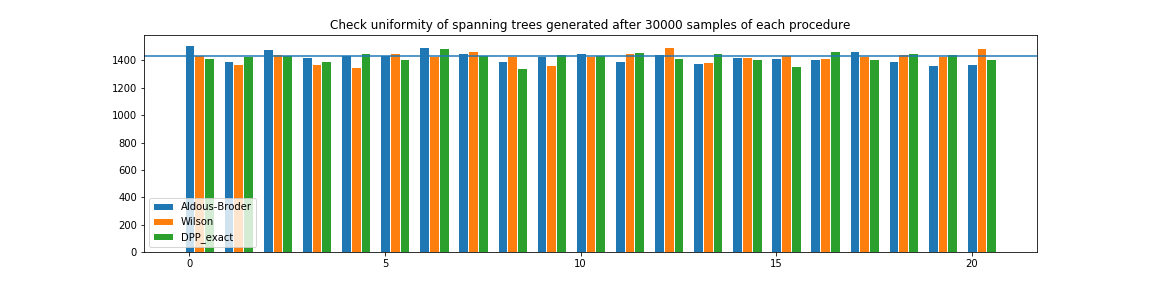 Check uniformity of spanning trees generated after 30000 samples of each procedure
1400
1200
1000
800
600
400
200
0
Aldous-Broder
Wilson
DPP_exact
0 5 10 15 20